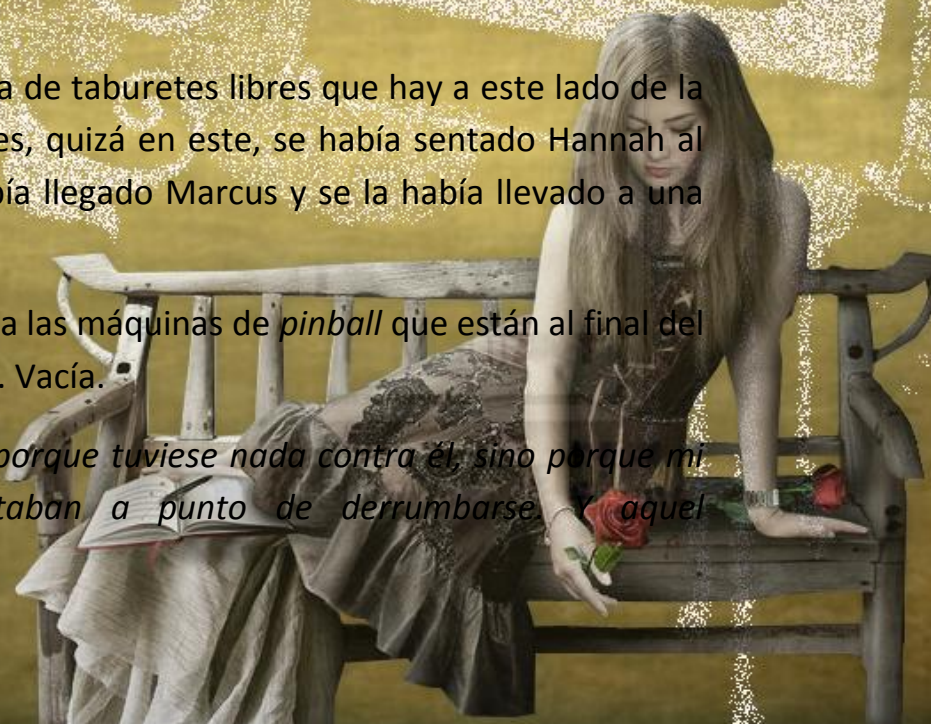 a de taburetes libres que hay a este lado de la
es, quizá en este, se había sentado Hannah al
bía llegado Marcus y se la había llevado a una
a las máquinas de pinball que están al final del
. Vacía.
porque tuviese nada contra él, sino porque mi
taban a punto de derrumbarse. Y aquel